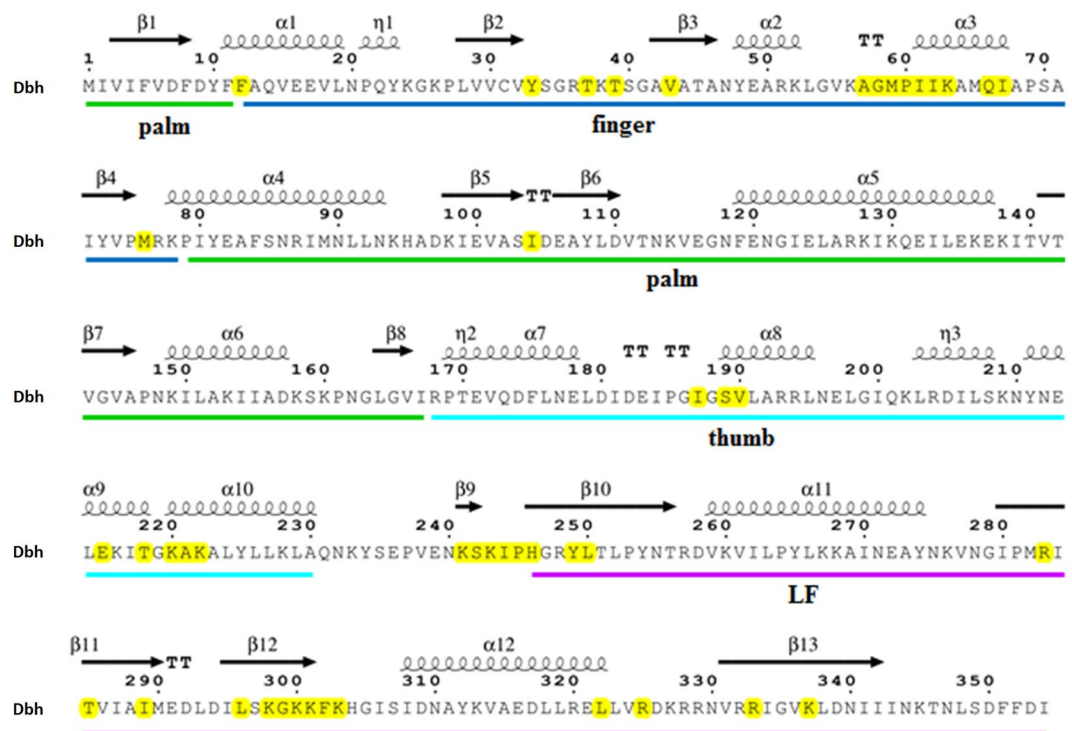 β1 α1 η1 β2 β3 α2 TT α3
1 10 20 30 40 50 60 70
Dbh MIVIFVDFDYFFAQVEEVLNPQYKGKPLVVCVYSGRTKTSGAVATANYEARKLGVKAGMPIIKAMQIAPSA
palm finger
β4 α4 β5 TT β6 α5
80 90 100 110 120 130 140
Dbh IYVPMRKPIYEAFSNRIMNLLNKHADKIEVASIDEAYLDVTNKVEGNFENGIELARKIKQEILEKEKITVT
palm
β7 α6 β8 η2 α7 TT TT α8 η3
150 160 170 180 190 200 210
Dbh VGVAPNKILAKIIADKSKPNGLGVIRPTEVQDFLNELDIDEIPGIGSVLARRLNELGIQKLRDILSKNYNE
thumb
α9 α10 β9 β10 α11
220 230 240 250 260 270 280
Dbh LEKITGKAKALYLLKLAQNKYSEPVENKSKIPHGRYLTLPYNTRDVKVILPYLKKAINEAYNKVNGIPMRI
LF
β11 TT β12 α12 β13
290 300 310 320 330 340 350
Dbh TVIAIMEDLDILSKGKKFKHGISIDNAYKVAEDLLRELLVRDKRRNVRRIGVKLDNIIINKTNLSDFFDI